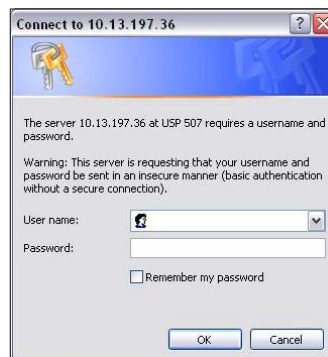 Connect to 10.13.197.36
The server 10.13.197.36 at USP 507 requires a username and
password.
Warning: This server is requesting that your username and
password be sent in an insecure manner (basic authentication
without a secure connection).
User name:
Password:
Remember my password
OK Cancel